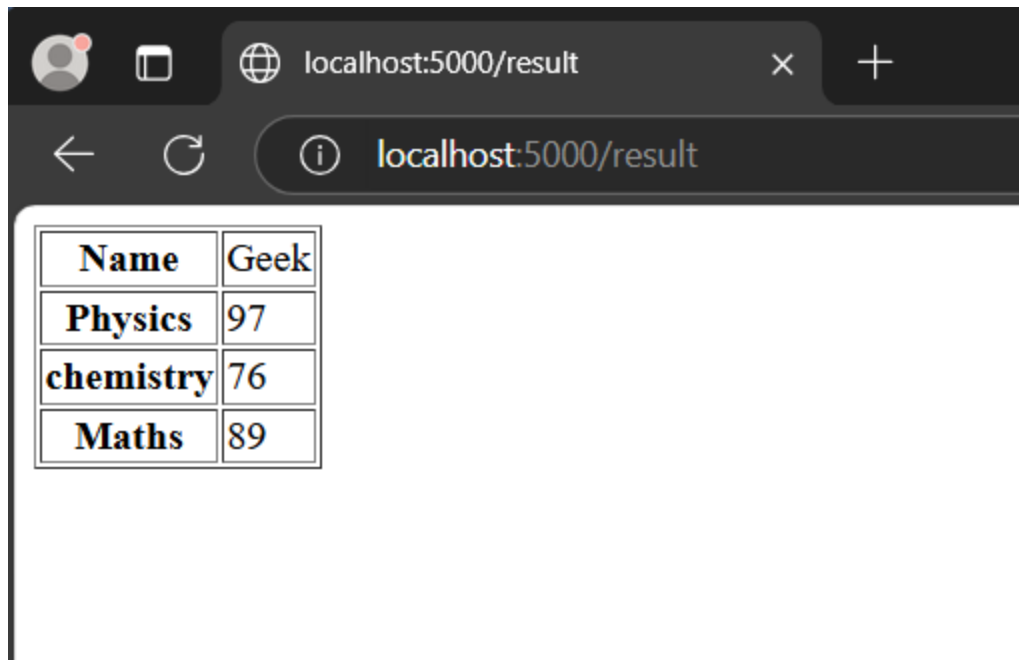 localhost:5000/result
localhost:5000/result
Name Geek
Physics 97
chemistry 76
Maths 89